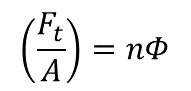 (F_t/A) = nΦ